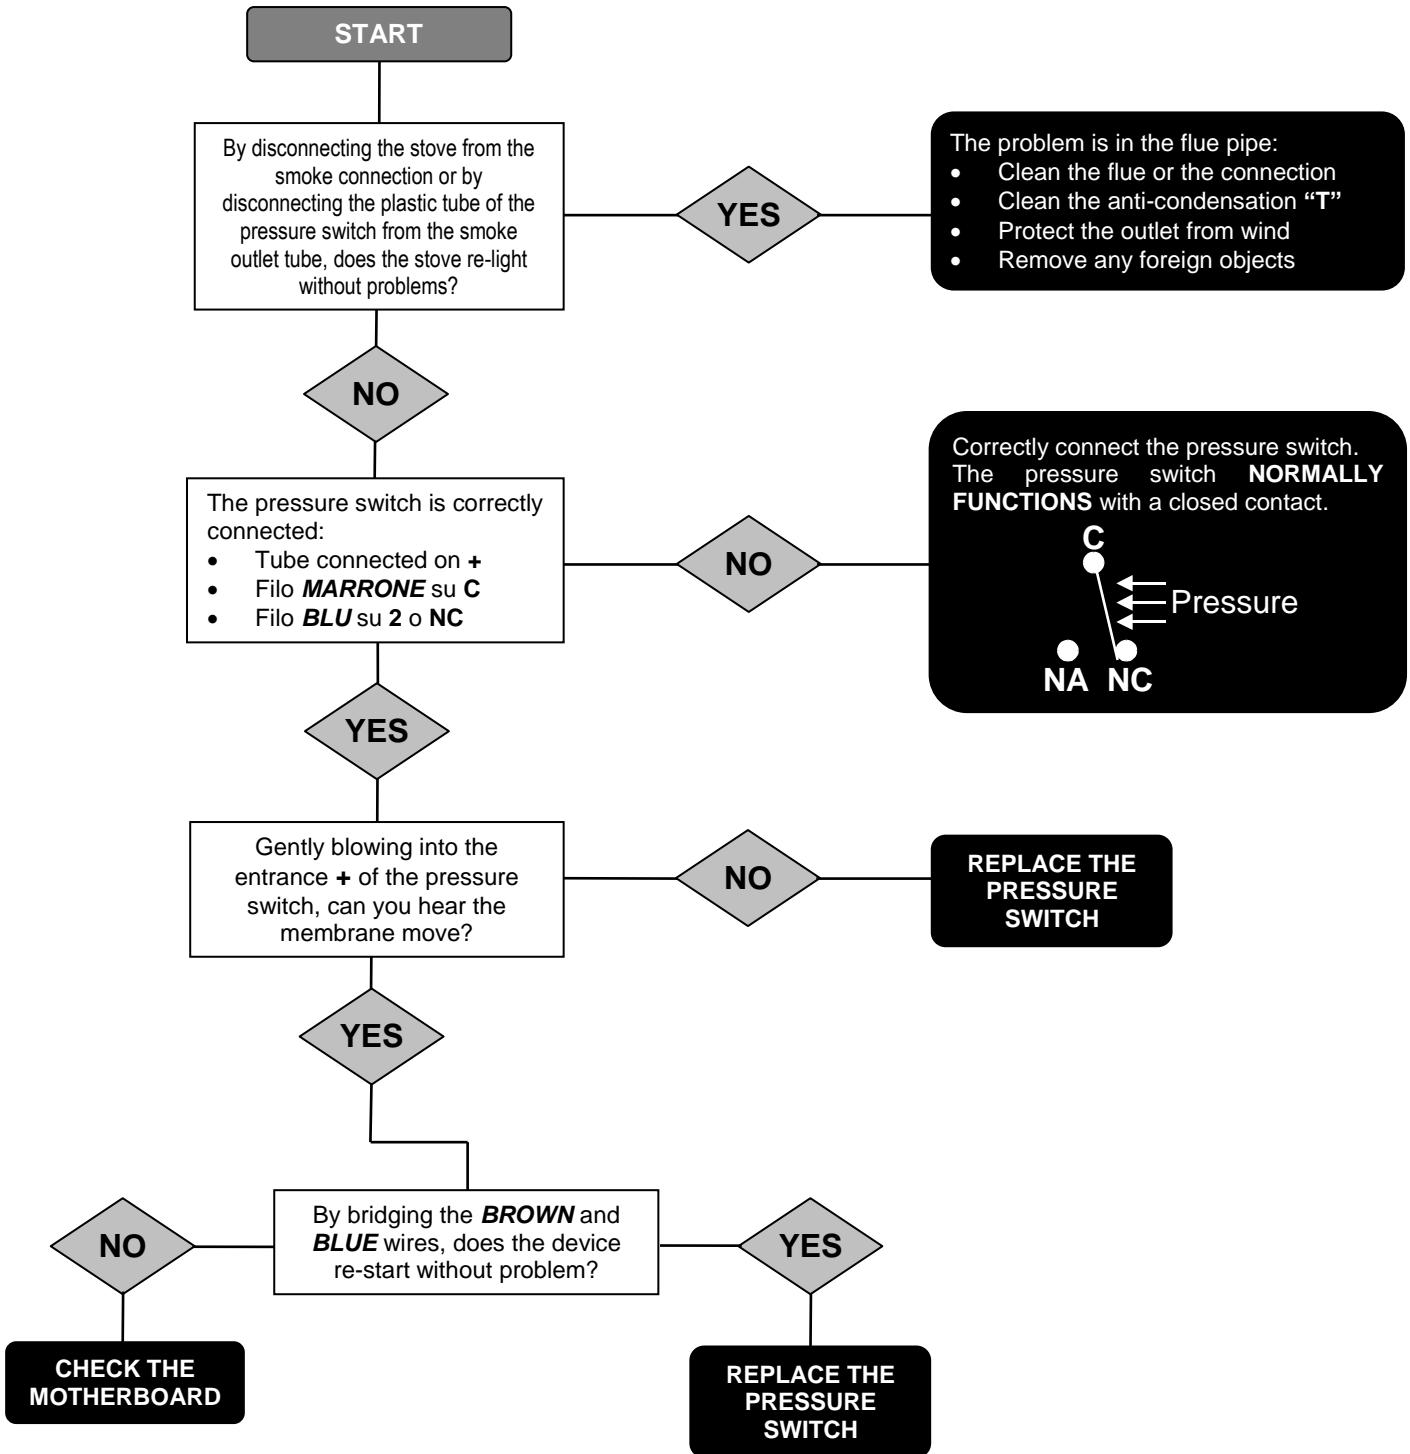 START
By disconnecting the stove from the
smoke connection or by
disconnecting the plastic tube of the
pressure switch from the smoke
outlet tube, does the stove re-light
without problems?
YES
The problem is in the flue pipe:
• Clean the flue or the connection
• Clean the anti-condensation “T”
• Protect the outlet from wind
• Remove any foreign objects
NO
The pressure switch is correctly
connected:
• Tube connected on +
• Filo MARRONE su C
• Filo BLU su 2 o NC
NO
Correctly connect the pressure switch.
The pressure switch NORMALLY
FUNCTIONS with a closed contact.
C
Pressure
NA NC
YES
Gently blowing into the
entrance + of the pressure
switch, can you hear the
membrane move?
NO
REPLACE THE
PRESSURE
SWITCH
YES
By bridging the BROWN and
BLUE wires, does the device
re-start without problem?
NO
YES
CHECK THE
MOTHERBOARD
REPLACE THE
PRESSURE
SWITCH